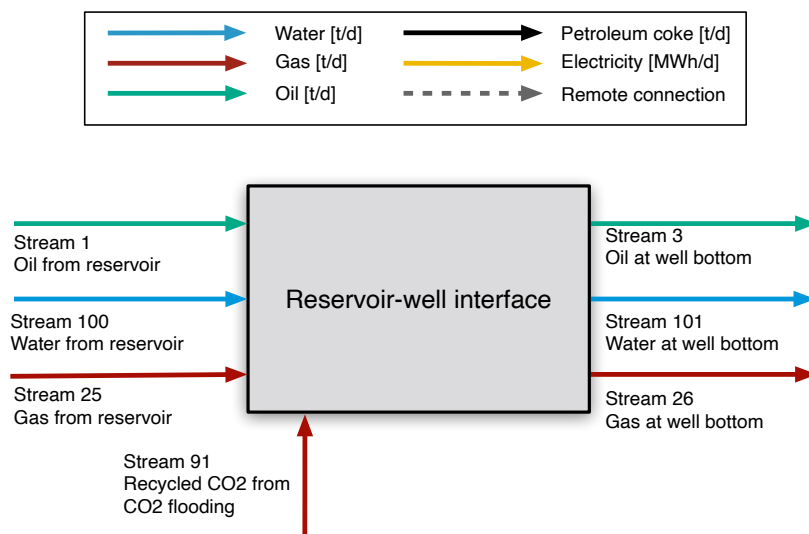 Water [t/d]
Gas [t/d]
Oil [t/d]
Petroleum coke [t/d]
Electricity [MWh/d]
Remote connection
Stream 1
Oil from reservoir
Stream 100
Water from reservoir
Stream 25
Gas from reservoir
Stream 91
Recycled CO2 from
CO2 flooding
Reservoir-well interface
Stream 3
Oil at well bottom
Stream 101
Water at well bottom
Stream 26
Gas at well bottom